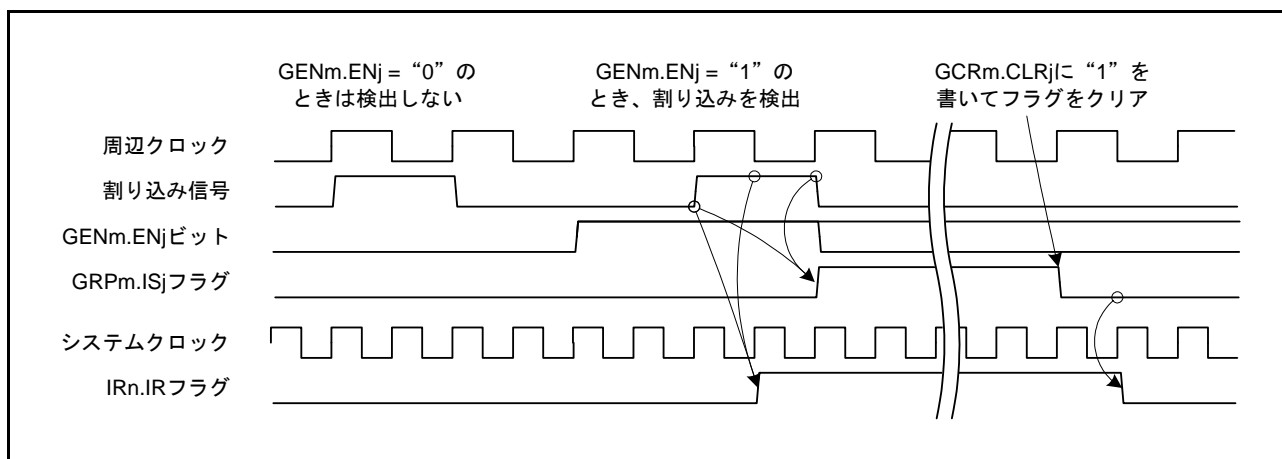 GENm.ENj = “0” の
ときは検出しない
GENm.ENj = “1” の
とき、割り込みを検出
GCRm.CLRjに “1” を
書いてフラグをクリア
周辺クロック
割り込み信号
GENm.ENjビット
GRPm.ISjフラグ
システムクロック
IRn.IRフラグ